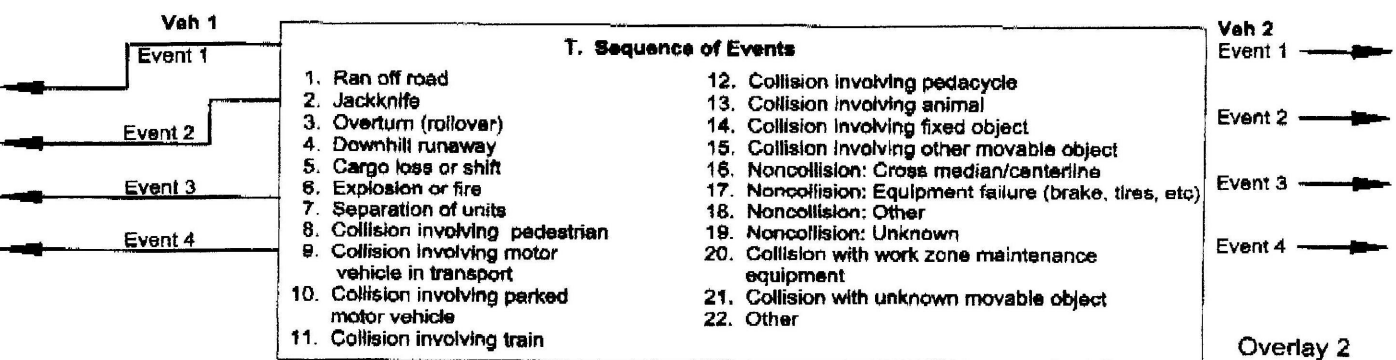 Veh 1
Event 1
Event 2
Event 3
Event 4
T. Sequence of Events
1. Ran off road
2. Jackknife
3. Overturn (rollover)
4. Downhill runaway
5. Cargo loss or shift
6. Explosion or fire
7. Separation of units
8. Collision involving pedestrian
9. Collision involving motor
vehicle in transport
10. Collision involving parked
motor vehicle
11. Collision involving train
12. Collision involving pedacycle
13. Collision involving animal
14. Collision involving fixed object
15. Collision involving other movable object
16. Noncollision: Cross median/centerline
17. Noncollision: Equipment failure (brake, tires, etc)
18. Noncollision: Other
19. Noncollision: Unknown
20. Collision with work zone maintenance
equipment
21. Collision with unknown movable object
22. Other
Veh 2
Event 1
Event 2
Event 3
Event 4
Overlay 2